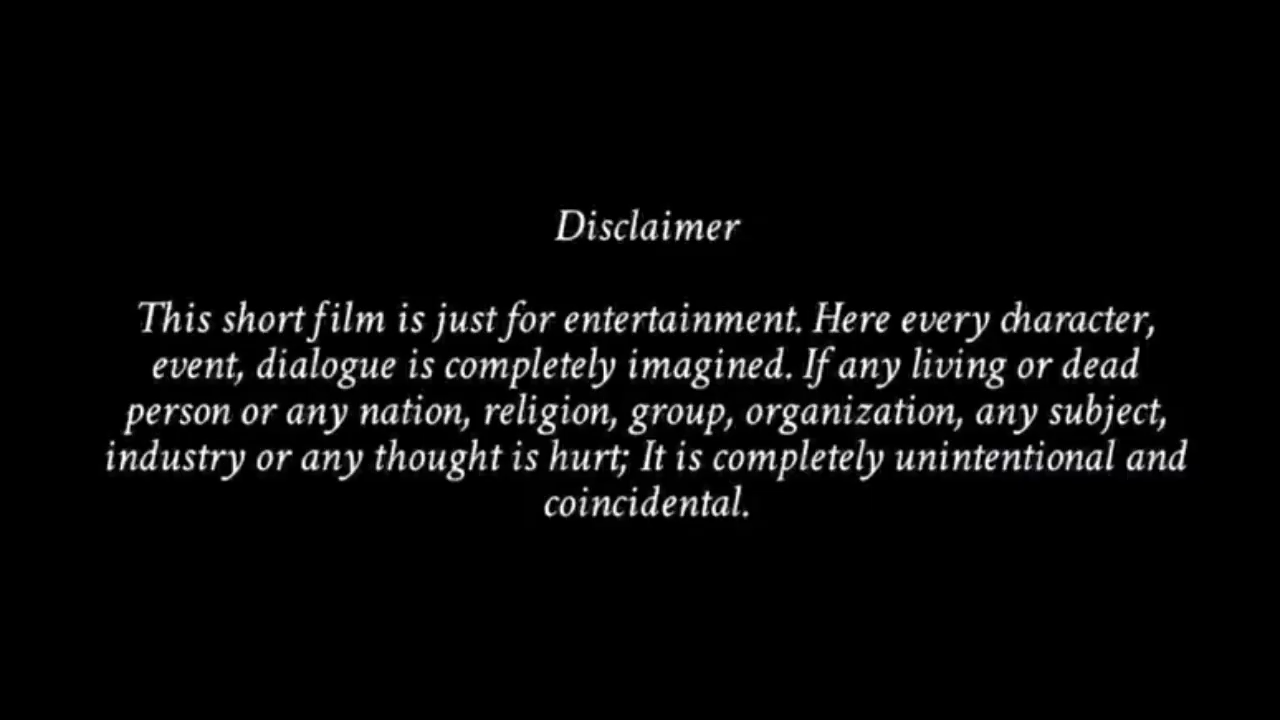 Disclaimer
This short film is just for entertainment. Here every character,
event, dialogue is completely imagined. If any living or dead
person or any nation, religion, group, organization, any subject,
industry or any thought is hurt; It is completely unintentional and
coincidental.